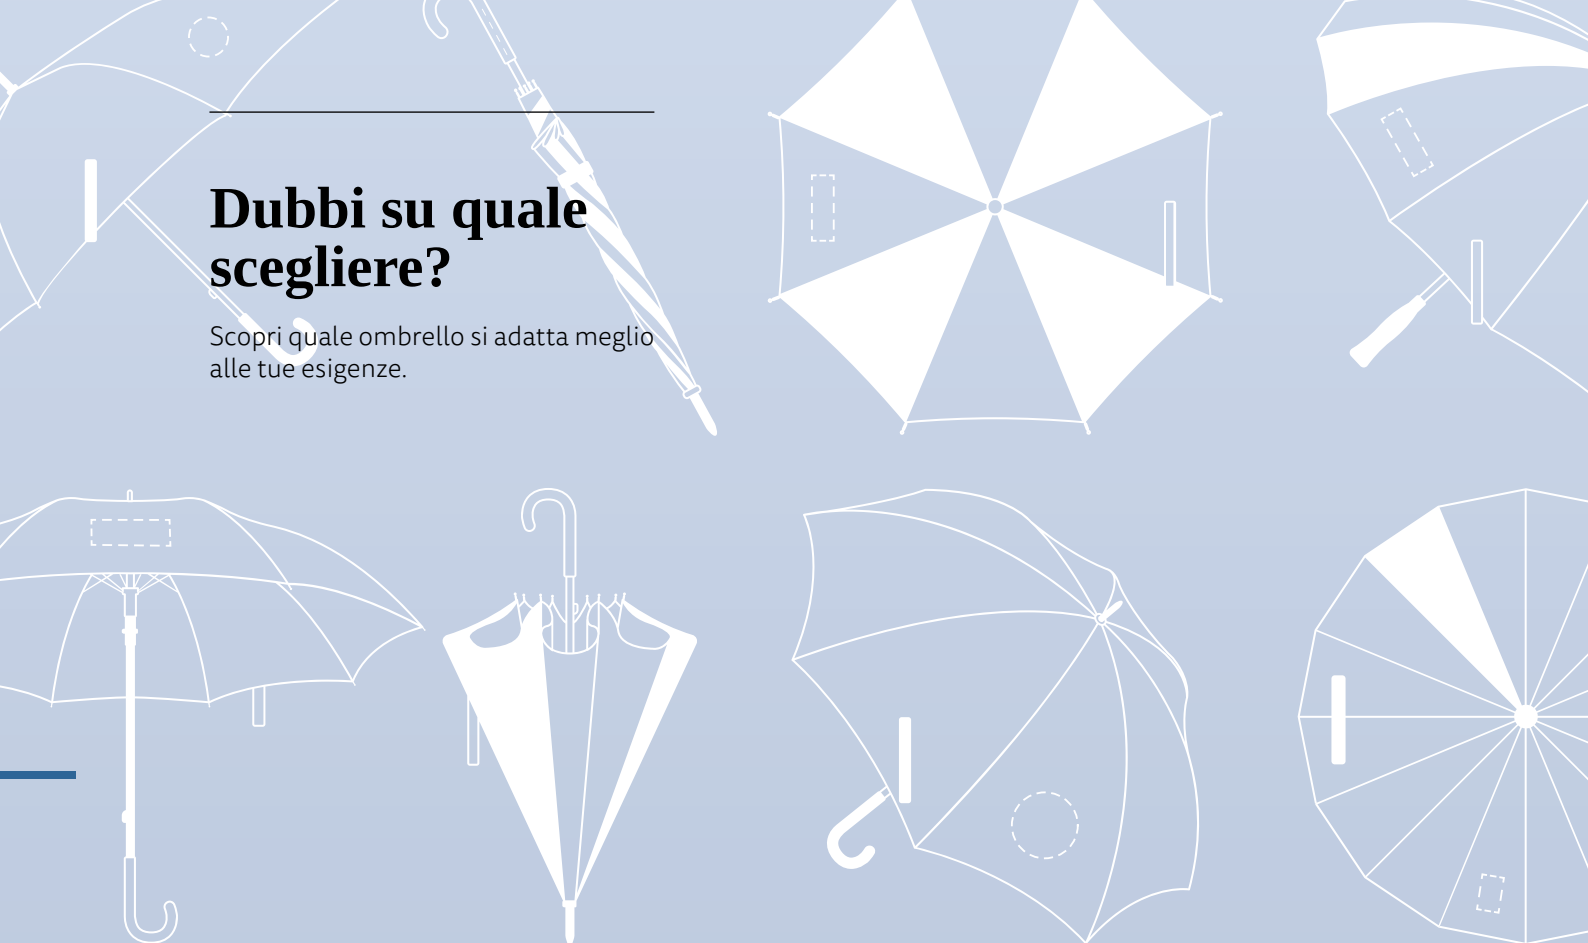 Dubbi su quale
scegliere?
Scopri quale ombrello si adatta meglio
alle tue esigenze.